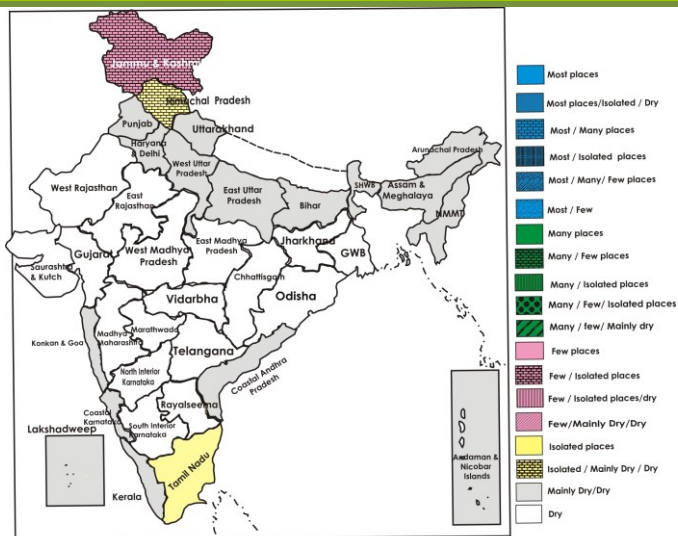 Jammu & Kashmir
Himachal Pradesh
Punjab
Uttarakhand
Haryana
& Delhi
West Uttar
Pradesh
Arunachal Pradesh
West Rajasthan
East
Rajasthan
East Uttar
Pradesh
Bihar
SHWB
Assam &
Meghalaya
NMMT
Gujarat
West Madhya
Pradesh
East Madhya
Pradesh
Jharkhand
GWB
Saurashtra
& Kutch
Chhattisgarh
Vidarbha
Odisha
Konkan & Goa
Madhya
Maharashtra
Marathwada
Telangana
North Interior
Karnataka
Coastal Andhra
Pradesh
Coastal
Karnataka
Rayalseema
South Interior
Karnataka
Lakshadweep
Tamil Nadu
Kerala
Andaman &
Nicobar
Islands
Most places
Most places/Isolated / Dry
Most / Many places
Most / Isolated places
Most / Many/ Few places
Most / Few
Many places
Many / Few places
Many / Isolated places
Many / Few/ Isolated places
Many / few/ Mainly dry
Few places
Few / Isolated places
Few / Isolated places/dry
Few/Mainly Dry/Dry
Isolated places
Isolated / Mainly Dry / Dry
Mainly Dry/Dry
Dry